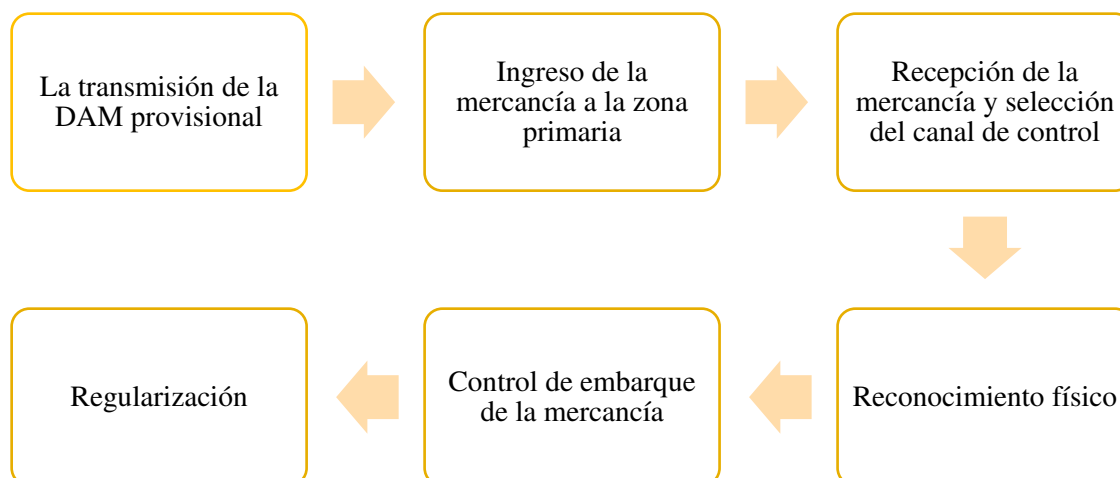 La transmisión de la
DAM provisional
Ingreso de la
mercancía a la zona
primaria
Recepción de la
mercancía y selección
del canal de control
Reconocimiento físico
Control de embarque
de la mercancía
Regularización